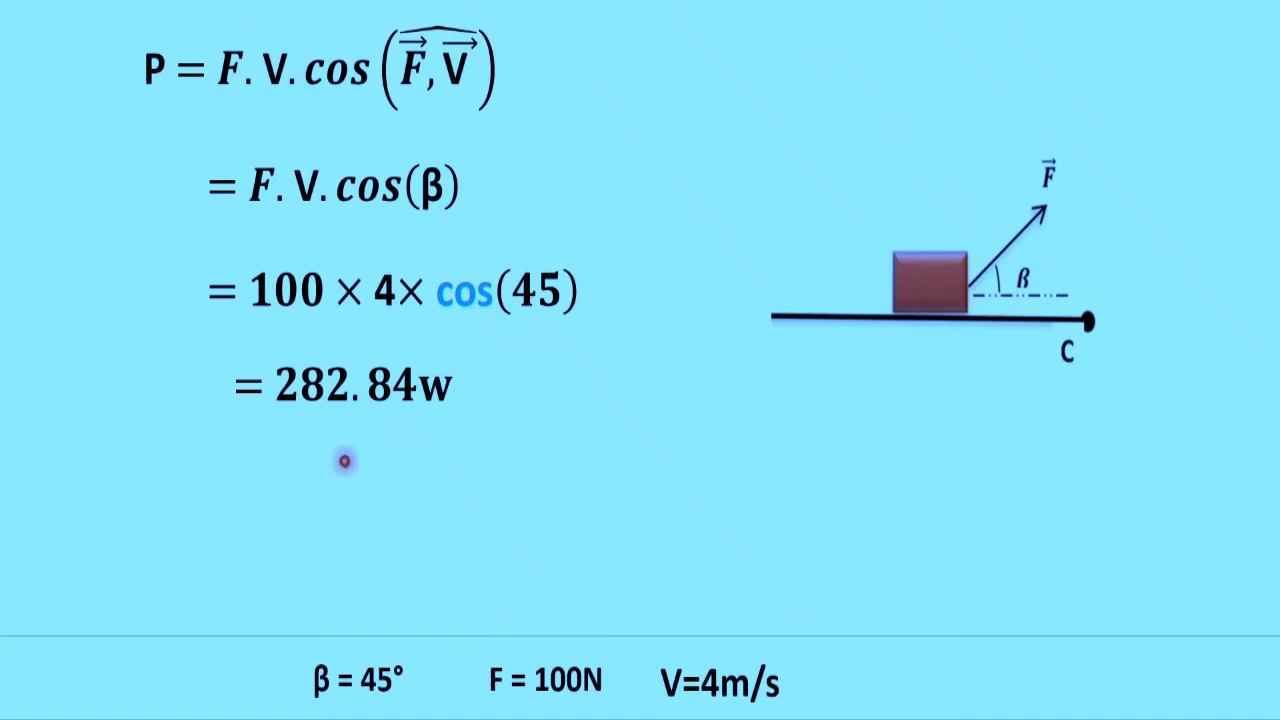 P = F. V. cos (F⃗, V⃗)
= F. V. cos(β)
= 100 × 4× cos(45)
= 282.84w
F⃗
β
C
β = 45° F = 100N V=4m/s